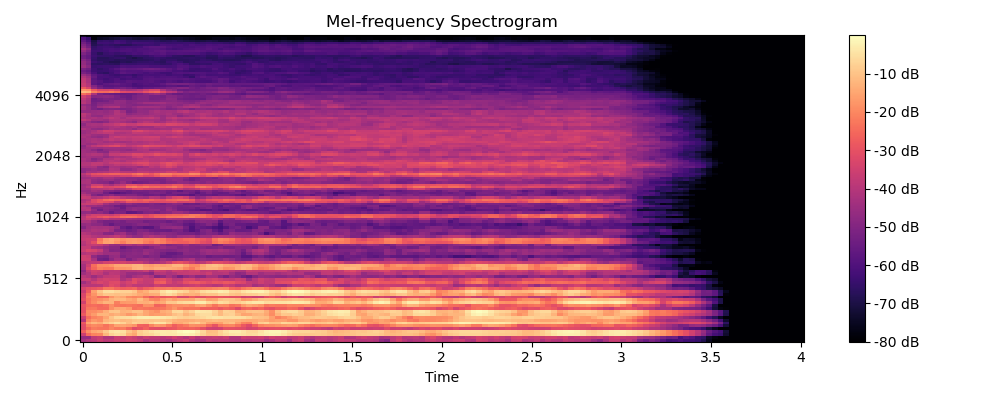 Mel-frequency Spectrogram
Hz
4096
2048
1024
512
0
0
0.5
1
1.5
2
2.5
3
3.5
4
Time
-10 dB
-20 dB
-30 dB
-40 dB
-50 dB
-60 dB
-70 dB
-80 dB